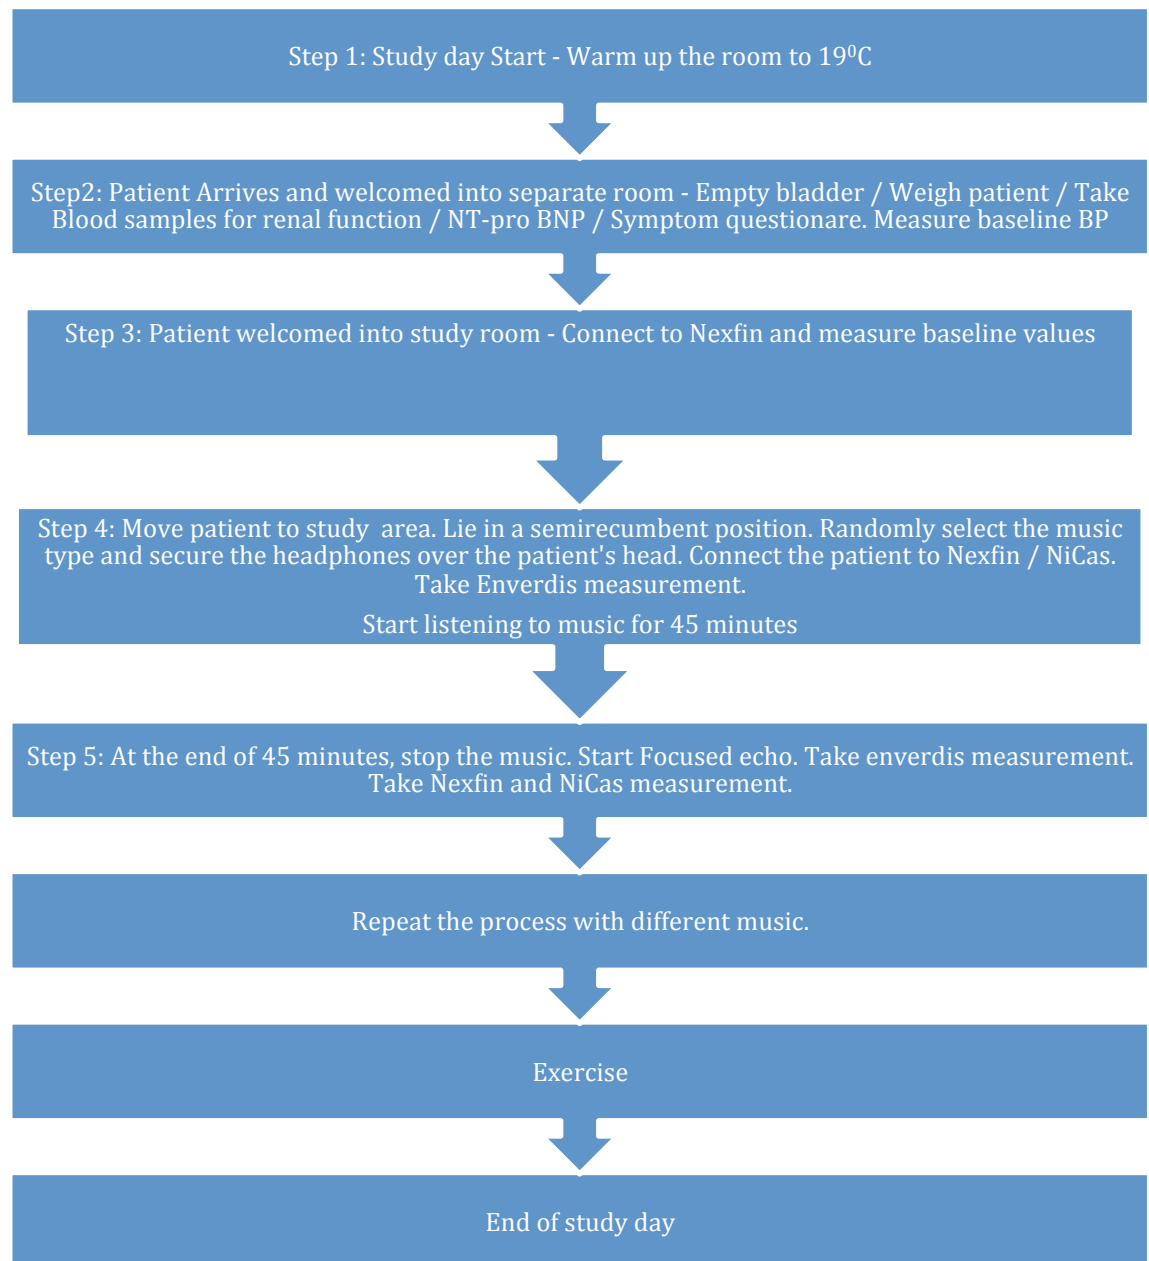 Step 1: Study day Start - Warm up the room to 19⁰C
Step2: Patient Arrives and welcomed into separate room - Empty bladder / Weigh patient / Take
Blood samples for renal function / NT-pro BNP / Symptom questionare. Measure baseline BP
Step 3: Patient welcomed into study room - Connect to Nexfin and measure baseline values
Step 4: Move patient to study area. Lie in a semirecumbent position. Randomly select the music
type and secure the headphones over the patient's head. Connect the patient to Nexfin / NiCas.
Take Enverdis measurement.
Start listening to music for 45 minutes
Step 5: At the end of 45 minutes, stop the music. Start Focused echo. Take enverdis measurement.
Take Nexfin and NiCas measurement.
Repeat the process with different music.
Exercise
End of study day